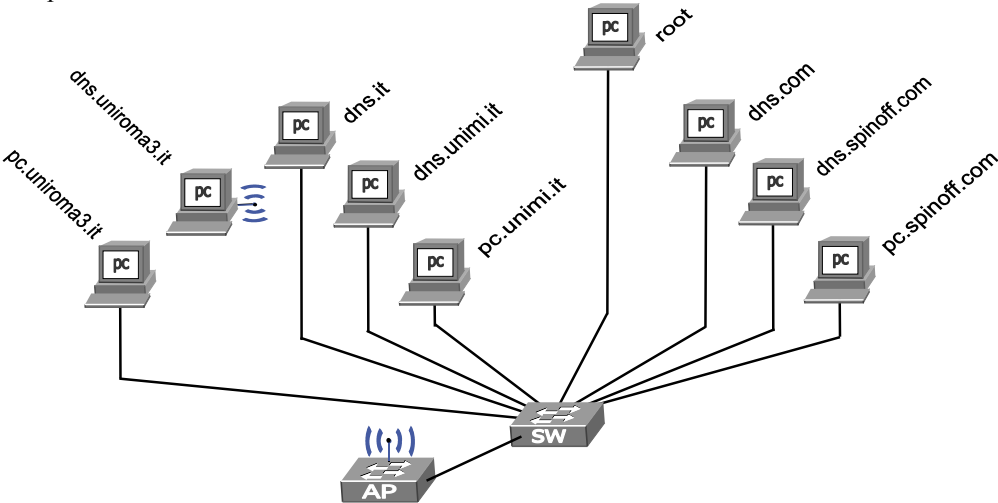 root
pc
dns.uniroma3.it
dns.it
dns.com
pc
pc
dns.unimi.it
dns.spinoff.com
pc.uniroma3.it
pc
pc
pc
pc.unimi.it
pc.spinoff.com
pc
pc
pc
SW
AP